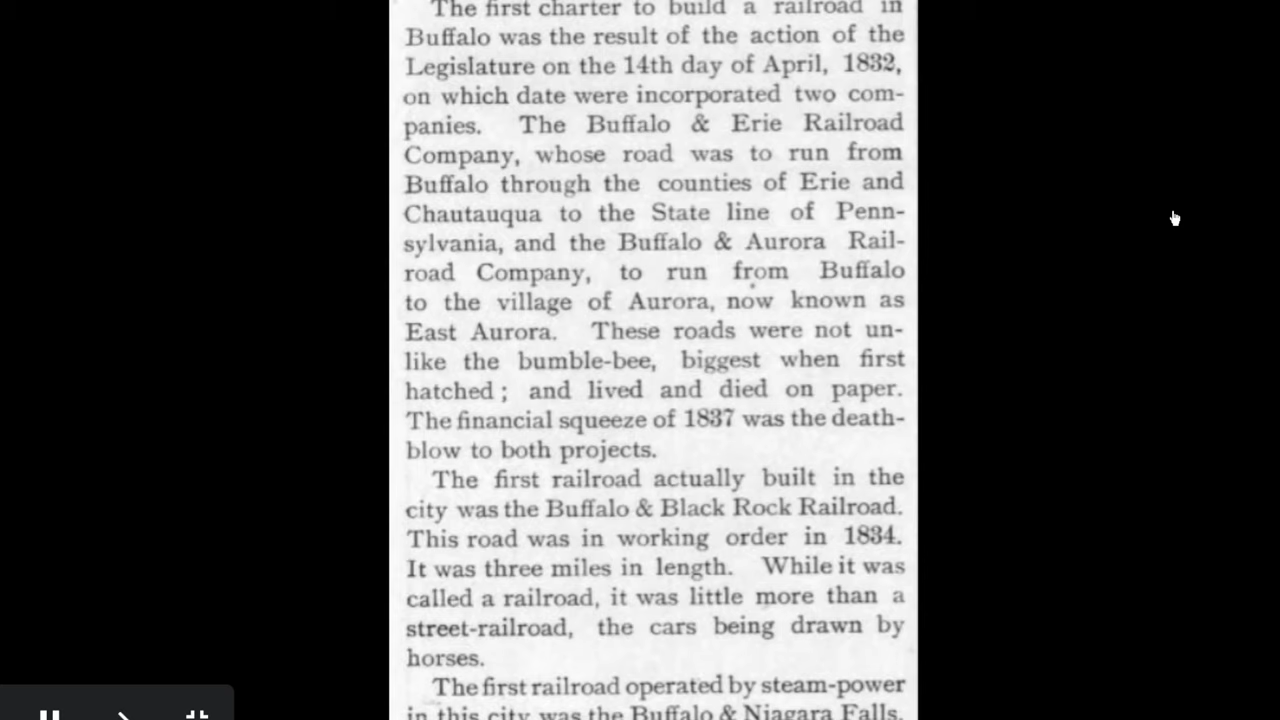 The first charter to build a railroad in
Buffalo was the result of the action of the
Legislature on the 14th day of April, 1832,
on which date were incorporated two com-
panies. The Buffalo & Erie Railroad
Company, whose road was to run from
Buffalo through the counties of Erie and
Chautauqua to the State line of Penn-
sylvania, and the Buffalo & Aurora Rail-
road Company, to run from Buffalo
to the village of Aurora, now known as
East Aurora. These roads were not un-
like the bumble-bee, biggest when first
hatched; and lived and died on paper.
The financial squeeze of 1837 was the death-
blow to both projects.
The first railroad actually built in the
city was the Buffalo & Black Rock Railroad.
This road was in working order in 1834.
It was three miles in length. While it was
called a railroad, it was little more than a
street-railroad, the cars being drawn by
horses.
The first railroad operated by steam-power
in this city was the Buffalo & Niagara Falls.